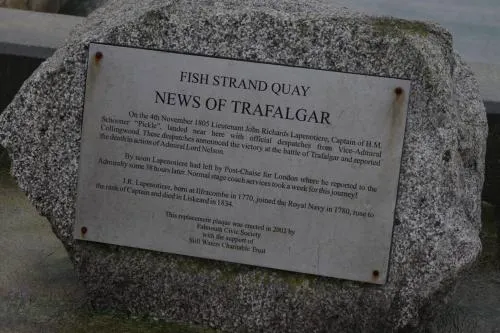 FISH STRAND QUAY
NEWS OF TRAFALGAR
On the 4th November 1805 Lieutenant John Richards Lapenotiere, Captain of H.M.
Schooner "Pickle", landed near here with official despatches from Vice-Admiral
Collingwood. These despatches announced the victory at the battle of Trafalgar and reported
the death in action of Admiral Lord Nelson.
By noon Lapenotiere had left by Post-Chaise for London where he reported to the
Admiralty some 38 hours later. Normal stage coach services took a week for this journey!
J.R. Lapenotiere, born at Ilfracombe in 1770, joined the Royal Navy in 1780, rose to
the rank of Captain and died in Liskeard in 1834.
This replacement plaque was erected in 2002 by
Falmouth Civic Society
with the support of
Still Waters Charitable Trust